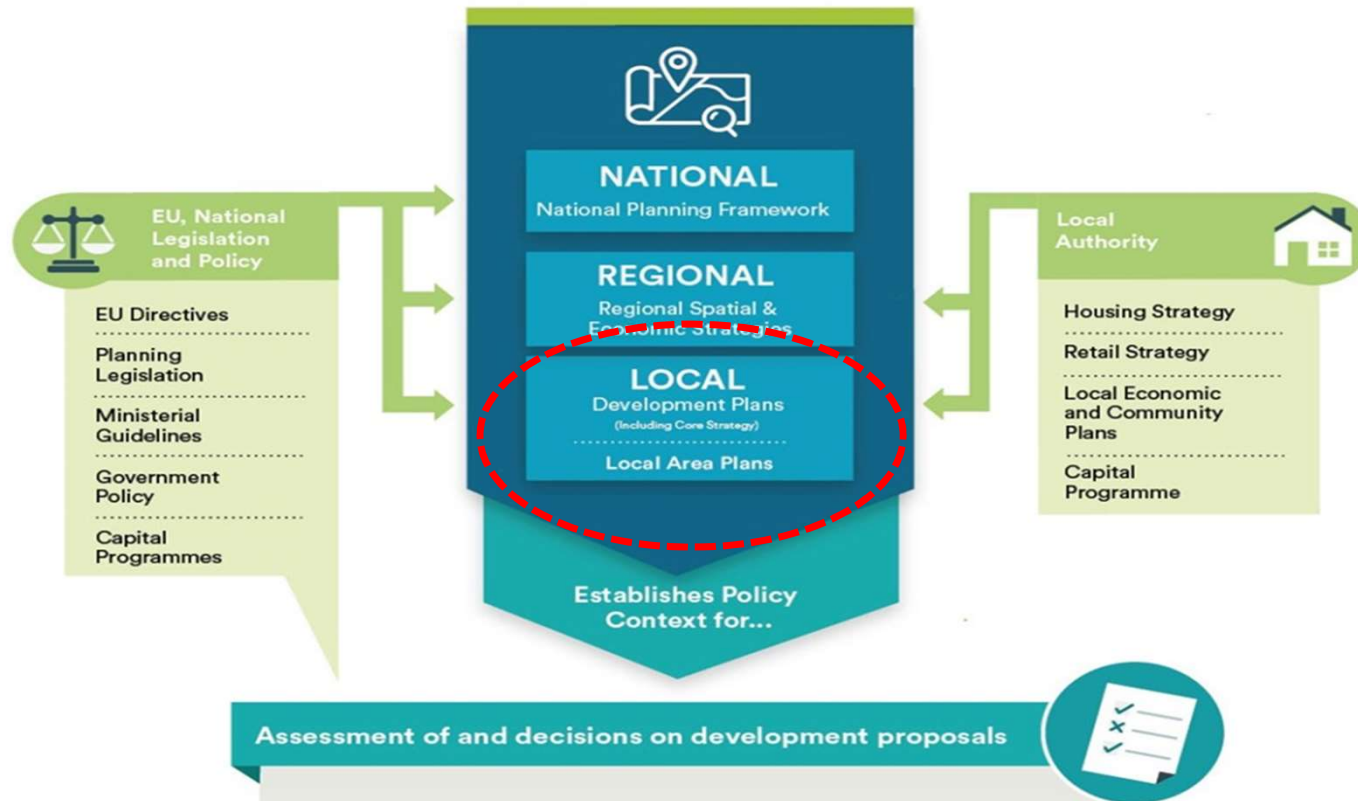 NATIONAL
National Planning Framework
REGIONAL
Regional Spatial &
Economic Strategies
LOCAL
Development Plans
(Including Core Strategy)
Local Area Plans
EU, National
Legislation
and Policy
EU Directives
Planning
Legislation
Ministerial
Guidelines
Government
Policy
Capital
Programmes
Local
Authority
Housing Strategy
Retail Strategy
Local Economic
and Community
Plans
Capital
Programme
Establishes Policy
Context for...
Assessment of and decisions on development proposals